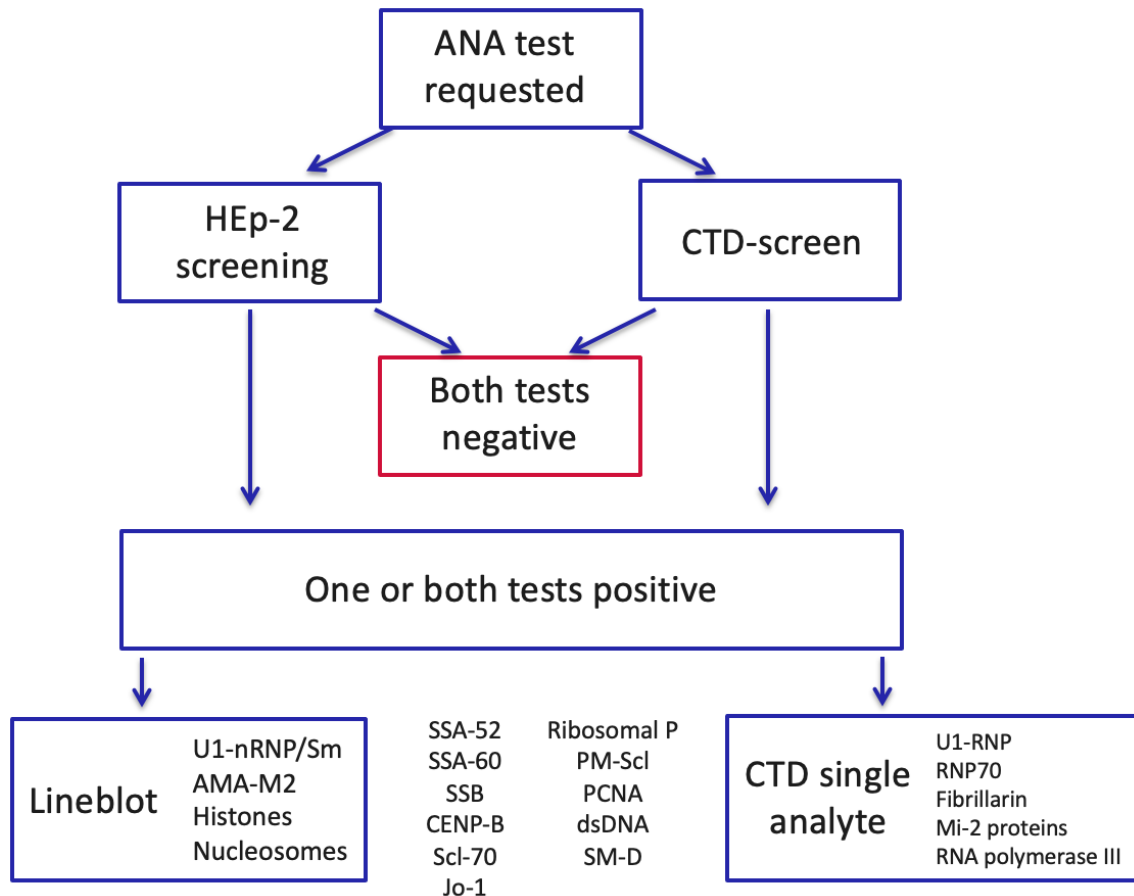 ANA test
requested
HEp-2
screening
CTD-screen
Both tests
negative
One or both tests positive
Lineblot
U1-nRNP/Sm
AMA-M2
Histones
Nucleosomes
SSA-52
SSA-60
SSB
CENP-B
Scl-70
Jo-1
Ribosomal P
PM-Scl
PCNA
dsDNA
SM-D
CTD single
analyte
U1-RNP
RNP70
Fibrillarin
Mi-2 proteins
RNA polymerase III